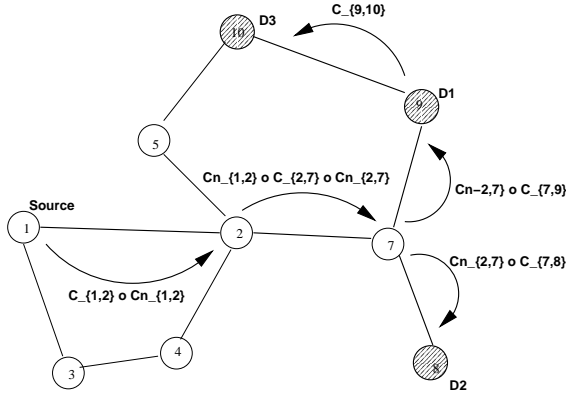 C_{9,10}
D3
10
D1
9
5
Cn_{1,2} o C_{2,7} o Cn_{2,7}
Cn-2,7} o C_{7,9}
Source
1
2
7
Cn_{2,7} o C_{7,8}
C_{1,2} o Cn_{1,2}
4
3
8
D2